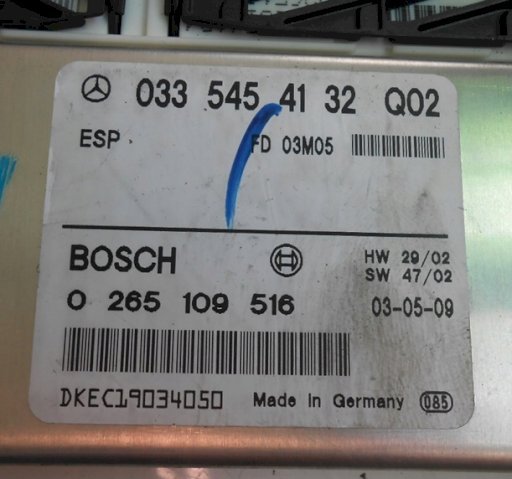 033 545 41 32 Q02
ESP FD 03M05
BOSCH HW 29/02
SW 47/02
0 265 109 516 03-05-09
DKEC19034050 Made in Germany 085